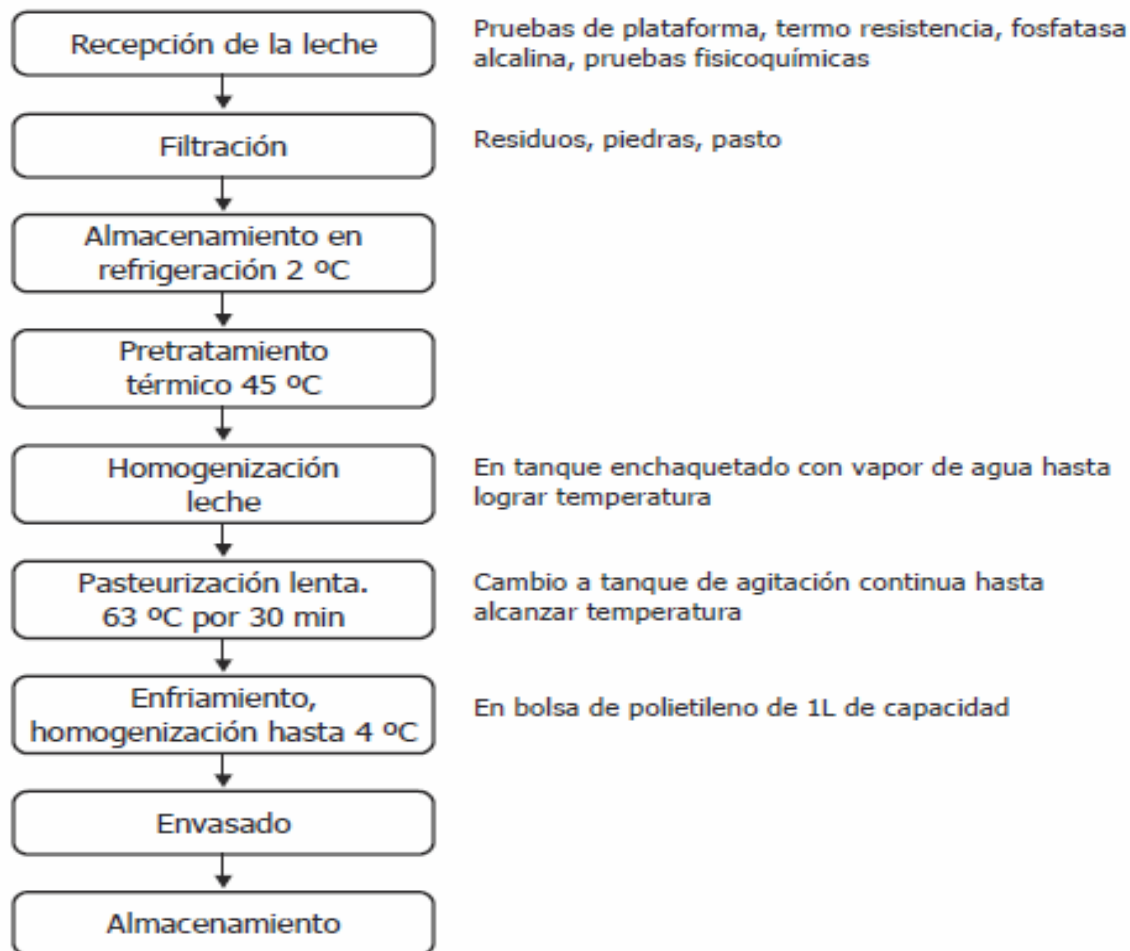 Recepción de la leche
Pruebas de plataforma, termo resistencia, fosfatasa
alcalina, pruebas fisicoquímicas
Filtración
Residuos, piedras, pasto
Almacenamiento en
refrigeración 2 ºC
Pretratamiento
térmico 45 ºC
Homogenización
leche
En tanque enchaquetado con vapor de agua hasta
lograr temperatura
Pasteurización lenta.
63 ºC por 30 min
Cambio a tanque de agitación continua hasta
alcanzar temperatura
Enfriamiento,
homogenización hasta 4 ºC
En bolsa de polietileno de 1L de capacidad
Envasado
Almacenamiento